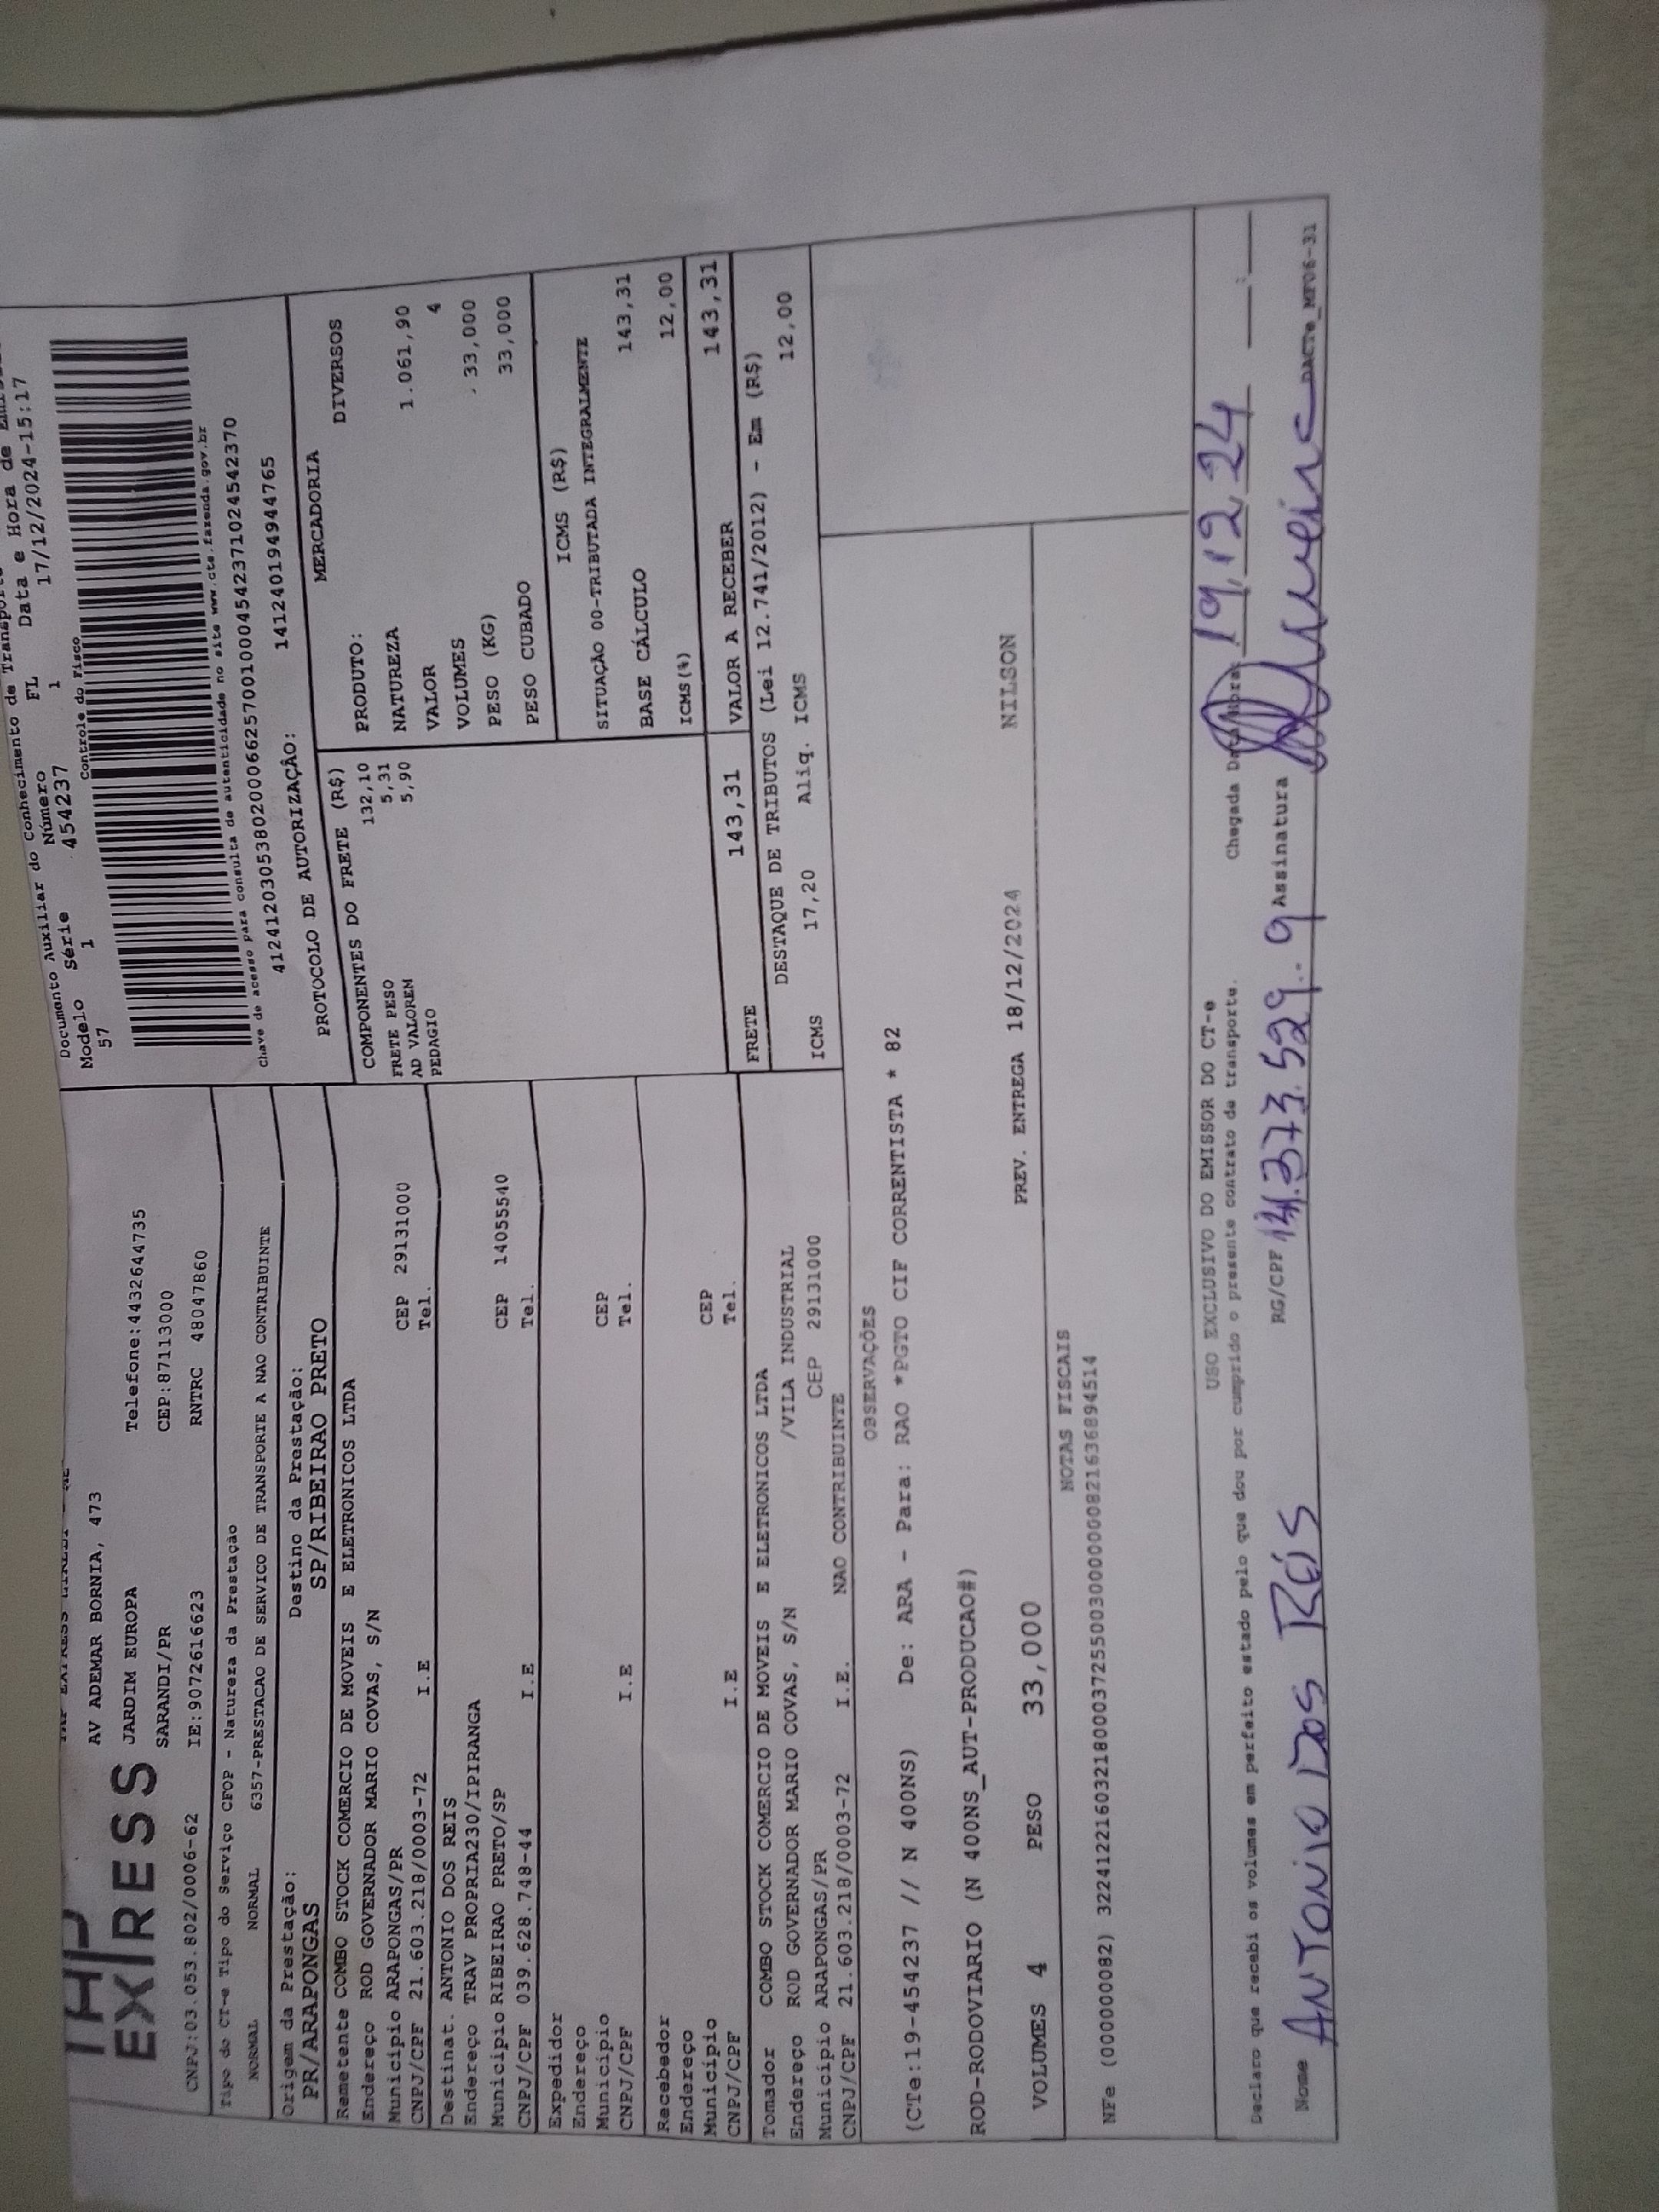 Documento Auxiliar do Conhecimento de Transporte
Modelo Série Número FL Data e Hora de
57 1 454237 1 1 17/12/2024-15:17
Controle do Fisco
EXPRESS
AV ADEMAR BORNIA, 473
JARDIM EUROPA Telefone:4432644735
SARANDI/PR CEP:87113000
CNPJ:03.053.802/0006-62 IE:9072616623 RNTRC 48047860
Chave de acesso para consulta de autenticidade no site www.cte.fazenda.gov.br
41241203053802000662570010004542371024542370
PROTOCOLO DE AUTORIZAÇÃO: 141240194944765
Tipo do CT-e Tipo do Serviço CFOP - Natureza da Prestação
NORMAL NORMAL 6357-PRESTACAO DE SERVICO DE TRANSPORTE A NAO CONTRIBUINTE
Origem da Prestação: Destino da Prestação:
PR/ARAPONGAS SP/RIBEIRAO PRETO
Remetente COMBO STOCK COMERCIO DE MOVEIS E ELETRONICOS LTDA
Endereço ROD GOVERNADOR MARIO COVAS, S/N
Municipio ARAPONGAS/PR CEP 29131000
CNPJ/CPF 21.603.218/0003-72 I.E Tel.
Destinat. ANTONIO DOS REIS
Endereço TRAV PROPRIA230/IPIRANGA
Municipio RIBEIRAO PRETO/SP CEP 14055540
CNPJ/CPF 039.628.748-44 I.E Tel.
Expedidor
Endereço
Município CEP
CNPJ/CPF I.E Tel.
Recebedor
Endereço
Município CEP
CNPJ/CPF I.E Tel.
Tomador COMBO STOCK COMERCIO DE MOVEIS E ELETRONICOS LTDA
Endereço ROD GOVERNADOR MARIO COVAS, S/N /VILA INDUSTRIAL
Município ARAPONGAS/PR CEP 29131000
CNPJ/CPF 21.603.218/0003-72 I.E. NAO CONTRIBUINTE
COMPONENTES DO FRETE (R$)
FRETE PESO 132,10
AD VALOREM 5,31
PEDAGIO 5,90
FRETE 143,31
MERCADORIA
PRODUTO: DIVERSOS
NATUREZA
VALOR 1.061,90
VOLUMES 4
PESO (KG) 33,000
PESO CUBADO 33,000
ICMS (R$)
SITUAÇÃO 00-TRIBUTADA INTEGRALMENTE
BASE CÁLCULO 143,31
ICMS(%) 12,00
VALOR A RECEBER 143,31
DESTAQUE DE TRIBUTOS (Lei 12.741/2012) - Em (R$)
ICMS 17,20 Aliq. ICMS 12,00
OBSERVAÇÕES
(CTe:19-454237 // N 400NS) De: ARA - Para: RAO *PGTO CIF CORRENTISTA * 82
ROD-RODOVIARIO (N 400NS_AUT-PRODUCAO#)
VOLUMES 4 PESO 33,000 PREV. ENTREGA 18/12/2024 NILSON
NOTAS FISCAIS
NFe (000000082) 32241221603218000372550030000000821636894514
USO EXCLUSIVO DO EMISSOR DO CT-e
Declaro que recebi os volumes em perfeito estado pelo que dou por cumprido o presente contrato de transporte. Chegada Data/Hora: 19,12,24
Nome ANTONIO DOS RÉIS RG/CPF 14.373.529.-9 Assinatura
DACTe_MF06-31